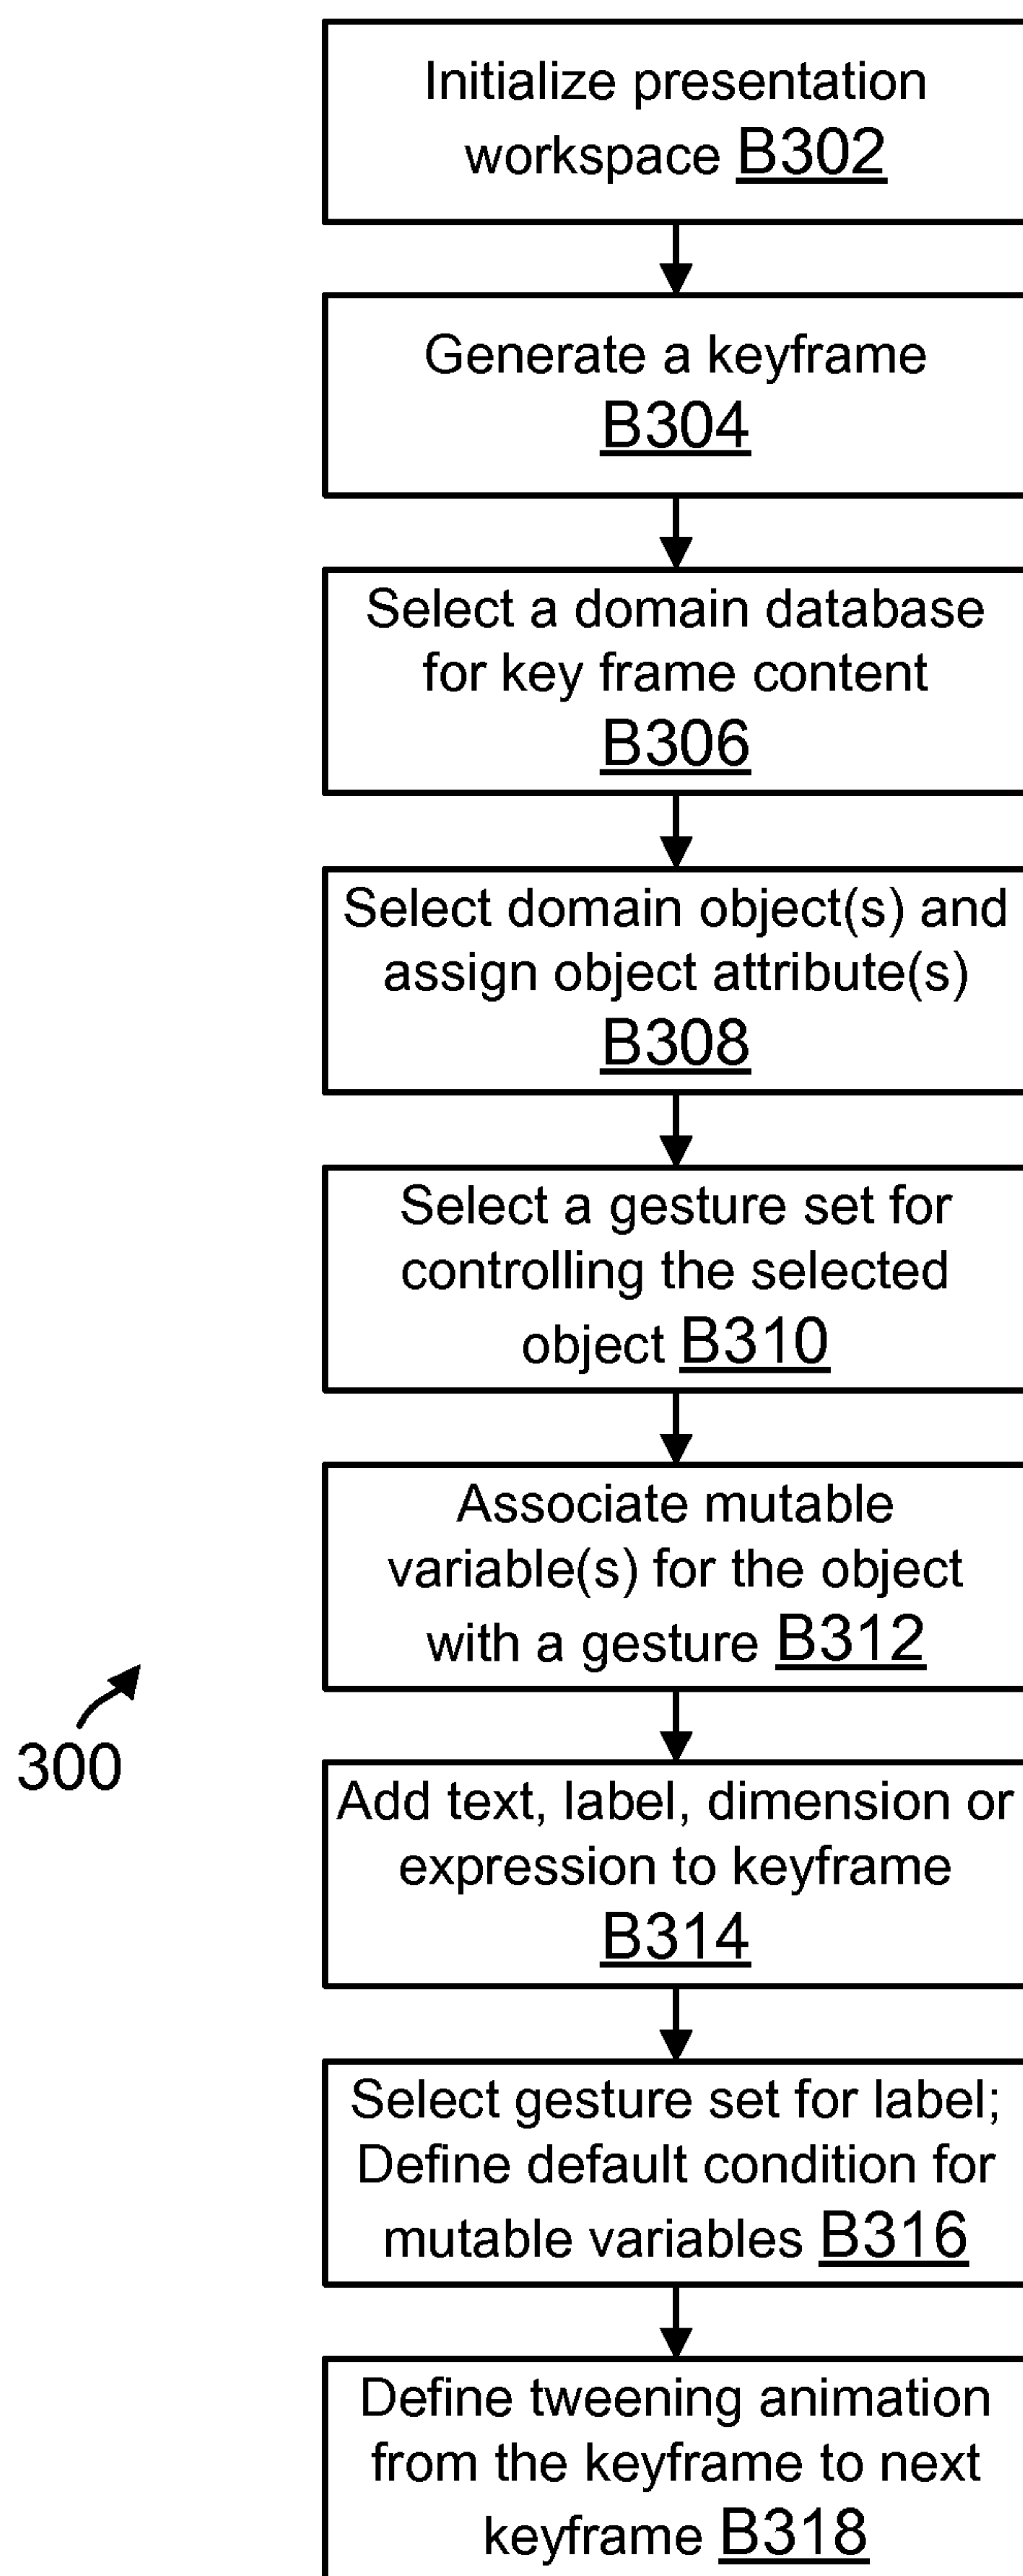 Initialize presentation
workspace B302
Generate a keyframe
B304
Select a domain database
for key frame content
B306
Select domain object(s) and
assign object attribute(s)
B308
Select a gesture set for
controlling the selected
object B310
Associate mutable
variable(s) for the object
with a gesture B312
300
Add text, label, dimension or
expression to keyframe
B314
Select gesture set for label;
Define default condition for
mutable variables B316
Define tweening animation
from the keyframe to next
keyframe B318